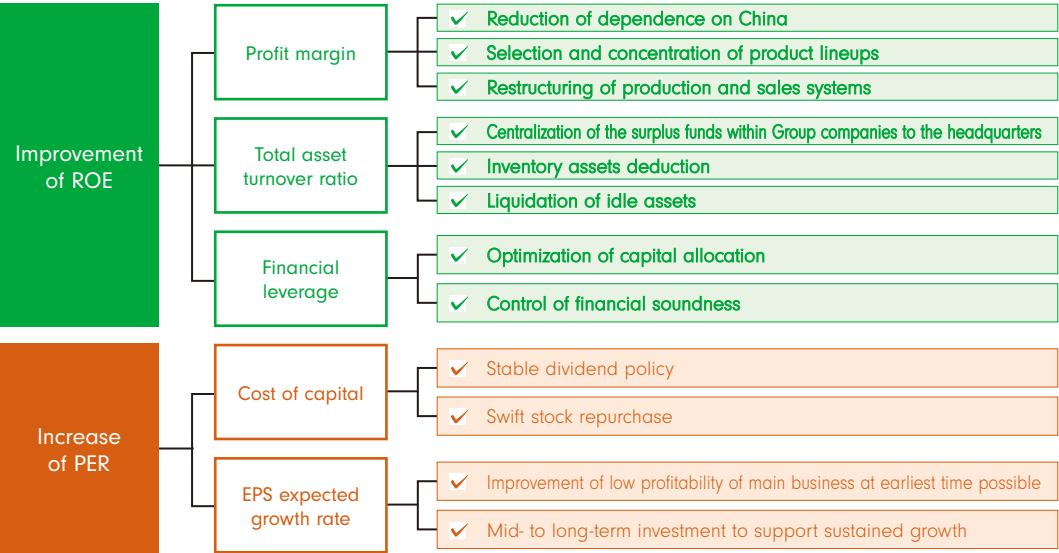 Improvement
of ROE
Profit margin
Reduction of dependence on China
Selection and concentration of product lineups
Restructuring of production and sales systems
Total asset
turnover ratio
Centralization of the surplus funds within Group companies to the headquarters
Inventory assets deduction
Liquidation of idle assets
Financial
leverage
Optimization of capital allocation
Control of financial soundness
Increase
of PER
Cost of capital
Stable dividend policy
Swift stock repurchase
EPS expected
growth rate
Improvement of low profitability of main business at earliest time possible
Mid- to long-term investment to support sustained growth